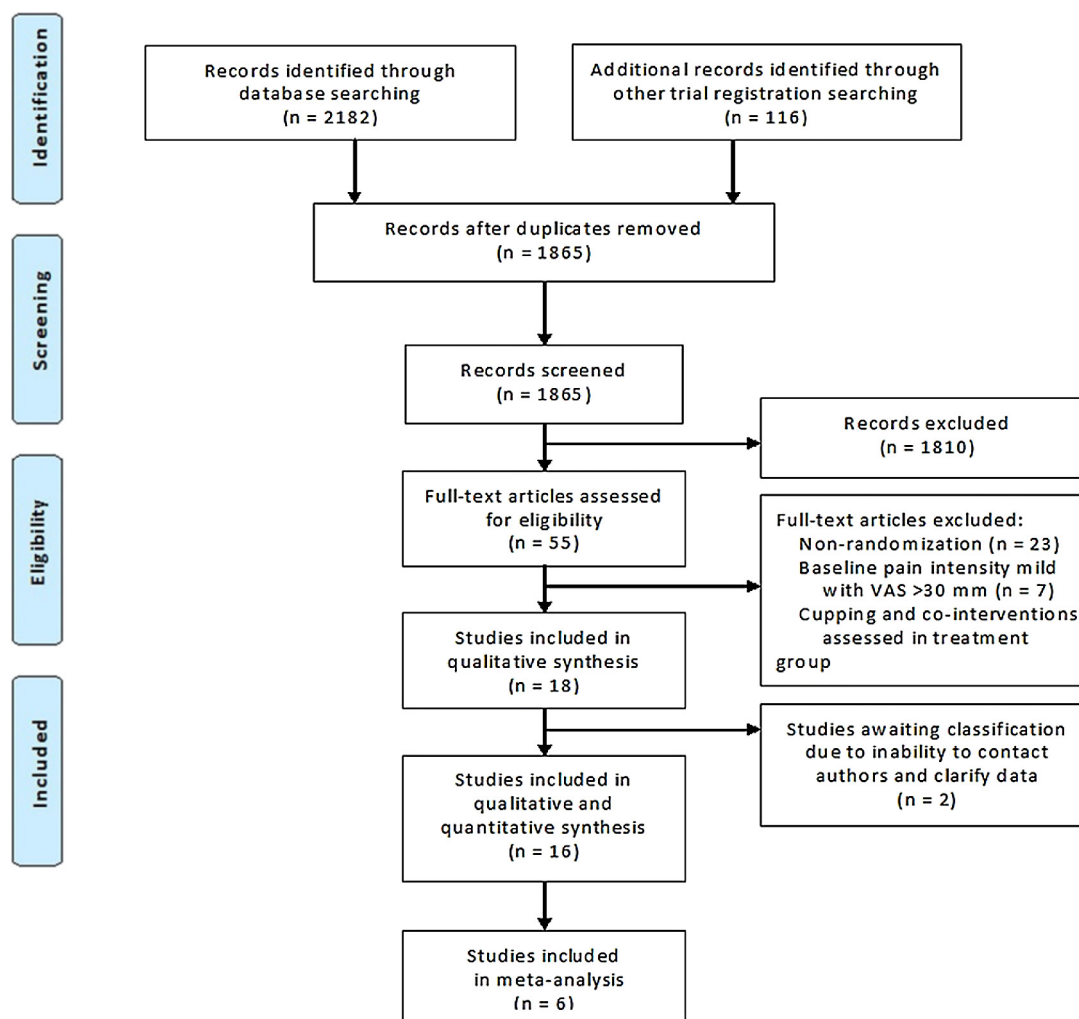 Identification
Records identified through
database searching
(n = 2182)
Additional records identified through
other trial registration searching
(n = 116)
Records after duplicates removed
(n = 1865)
Screening
Records screened
(n = 1865)
Records excluded
(n = 1810)
Eligibility
Full-text articles assessed
for eligibility
(n = 55)
Full-text articles excluded:
Non-randomization (n = 23)
Baseline pain intensity mild
with VAS >30 mm (n = 7)
Cupping and co-interventions
assessed in treatment
group
Studies included in
qualitative synthesis
(n = 18)
Included
Studies awaiting classification
due to inability to contact
authors and clarify data
(n = 2)
Studies included in
qualitative and
quantitative synthesis
(n = 16)
Studies included
in meta-analysis
(n = 6)